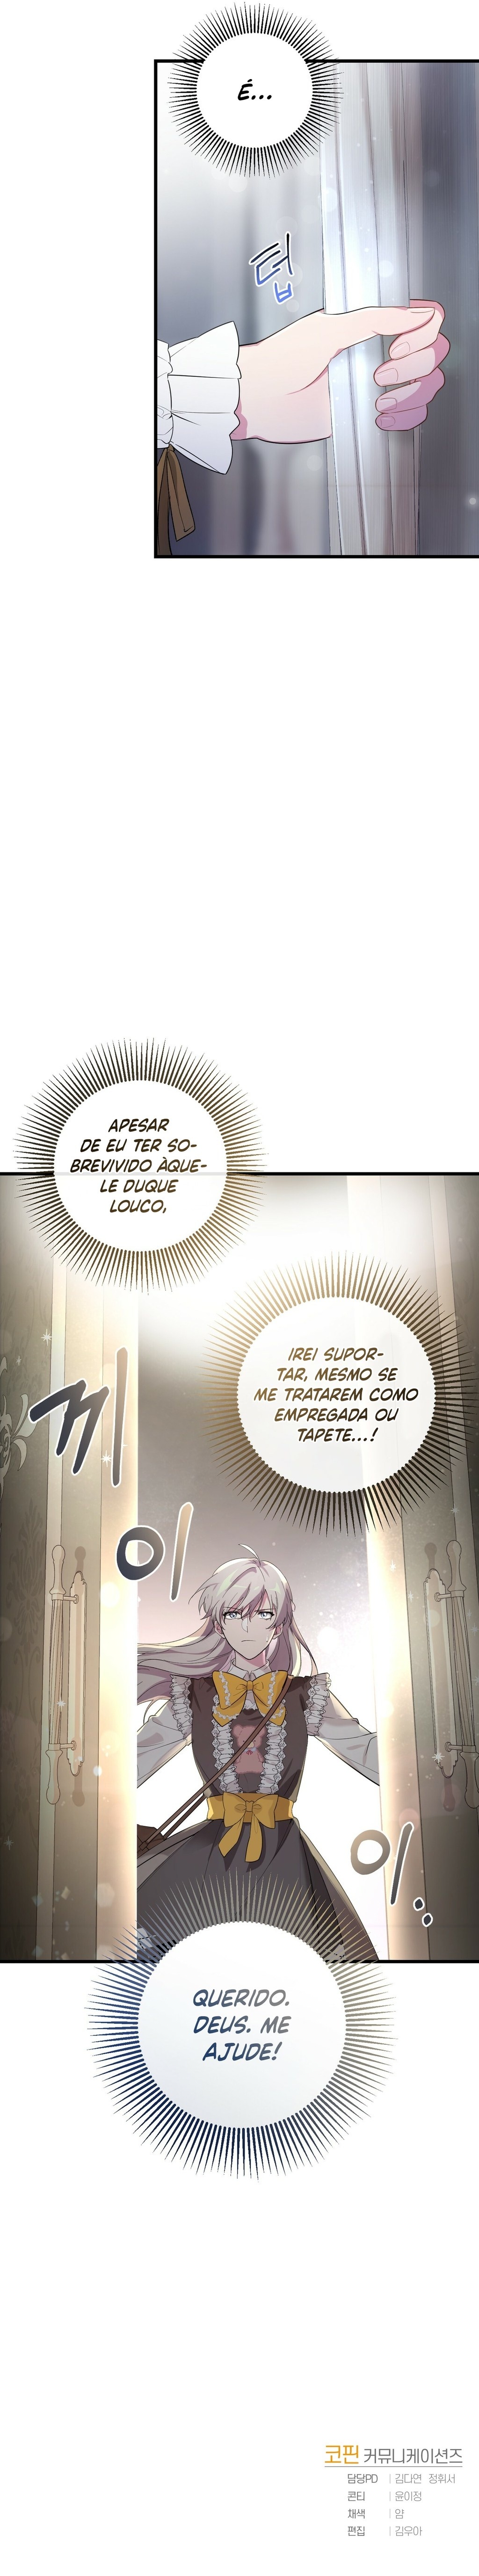 É...
텁
APESAR
DE EU TER SO-
BREVIVIDO ÀQUE-
LE DUQUE
LOUCO,
IREI SUPOR-
TAR, MESMO SE
ME TRATAREM COMO
EMPREGADA OU
TAPETE...!
끼
이
이..
QUERIDO.
DEUS. ME
AJUDE!
코핀 커뮤니케이션즈
담당PD | 김다연 정휘서
콘티 | 윤이정
채색 | 얌
편집 | 김우아